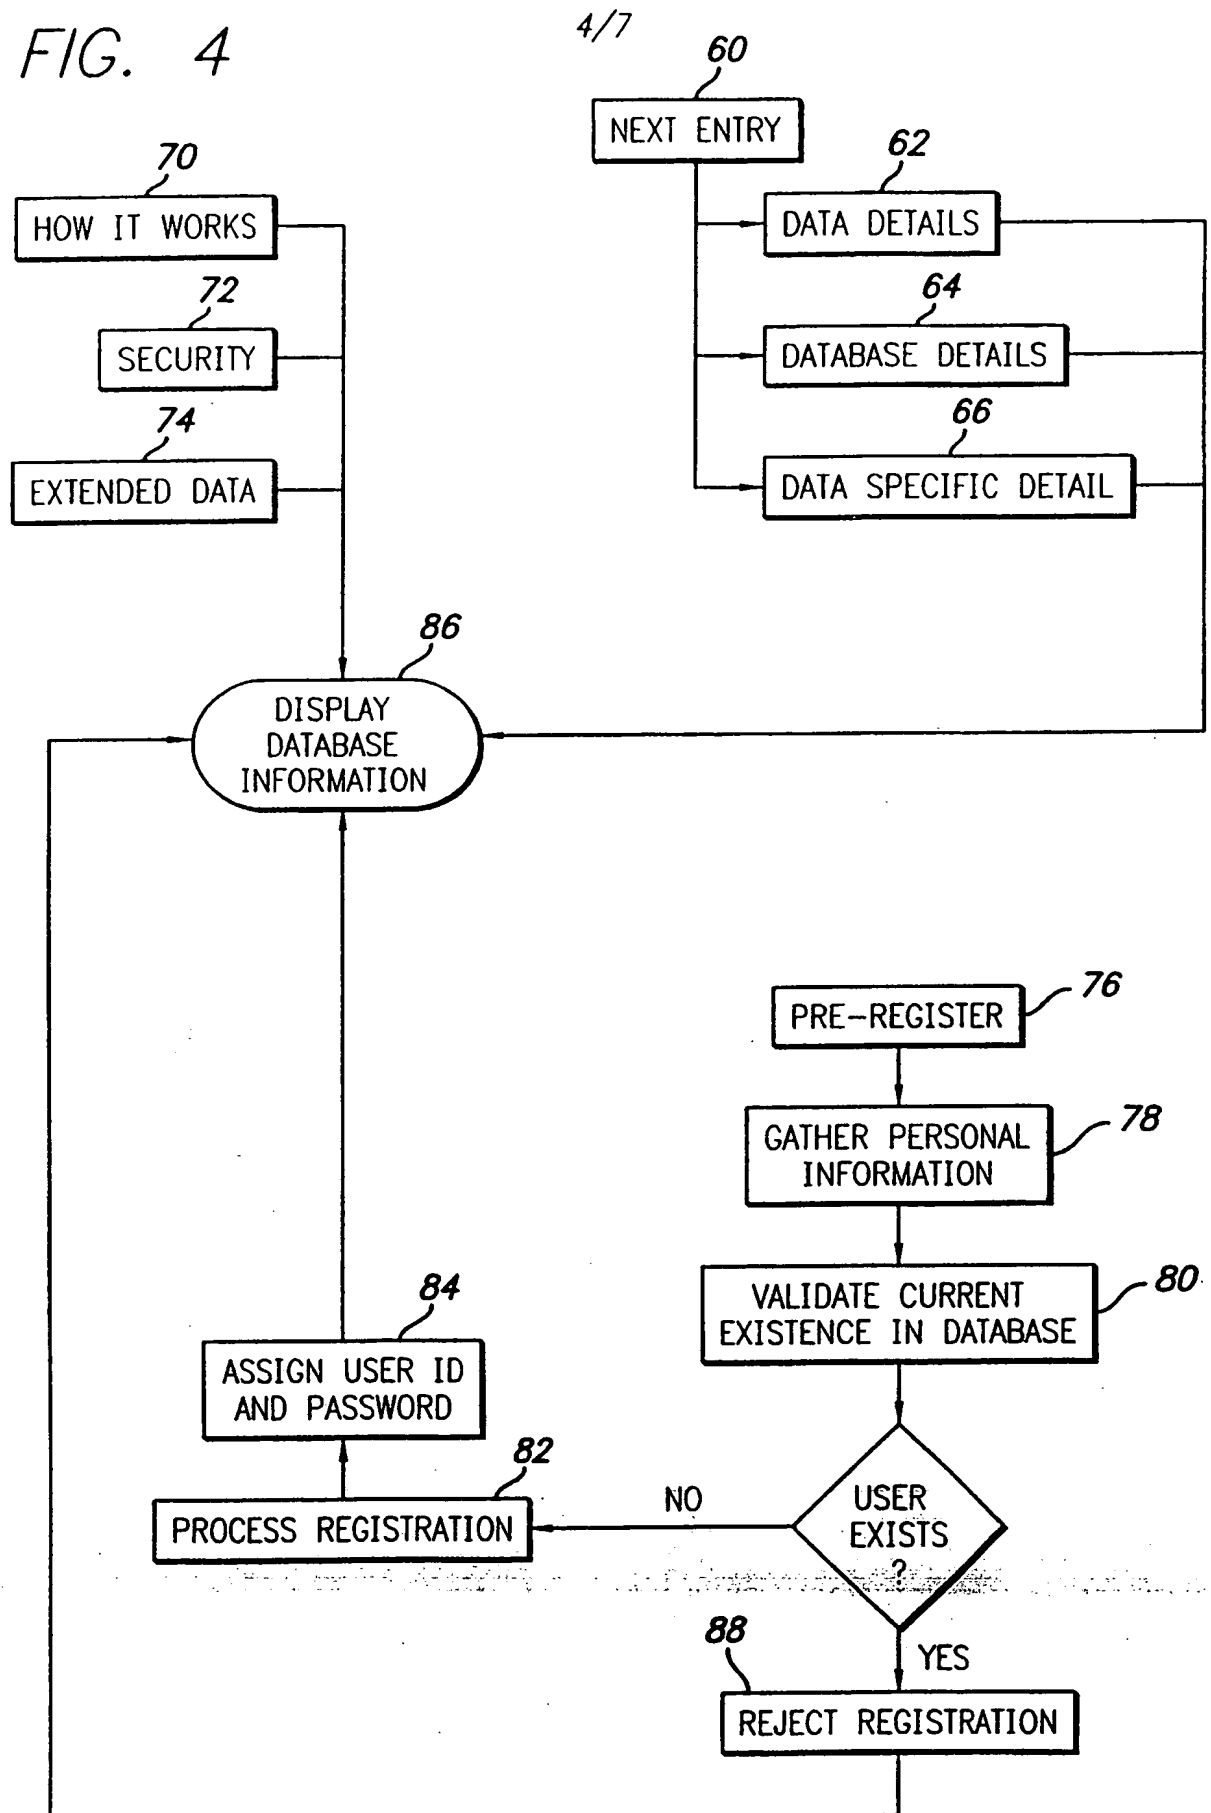 FIG. 4
4/7
60
NEXT ENTRY
70
HOW IT WORKS
62
DATA DETAILS
72
SECURITY
64
DATABASE DETAILS
74
EXTENDED DATA
66
DATA SPECIFIC DETAIL
86
DISPLAY
DATABASE
INFORMATION
76
PRE-REGISTER
78
GATHER PERSONAL
INFORMATION
80
VALIDATE CURRENT
EXISTENCE IN DATABASE
84
ASSIGN USER ID
AND PASSWORD
82
PROCESS REGISTRATION
NO
USER
EXISTS
?
YES
88
REJECT REGISTRATION